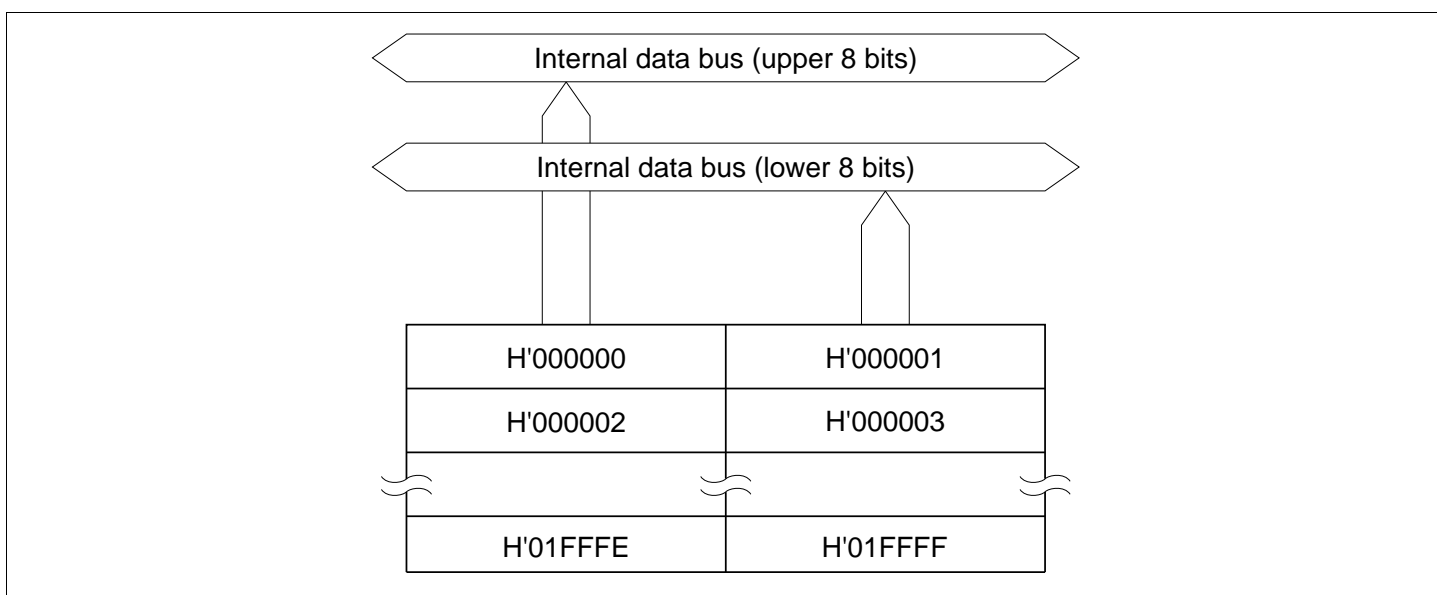 Internal data bus (upper 8 bits)
Internal data bus (lower 8 bits)
H'000000 H'000001
H'000002 H'000003
H'01FFFE H'01FFFF